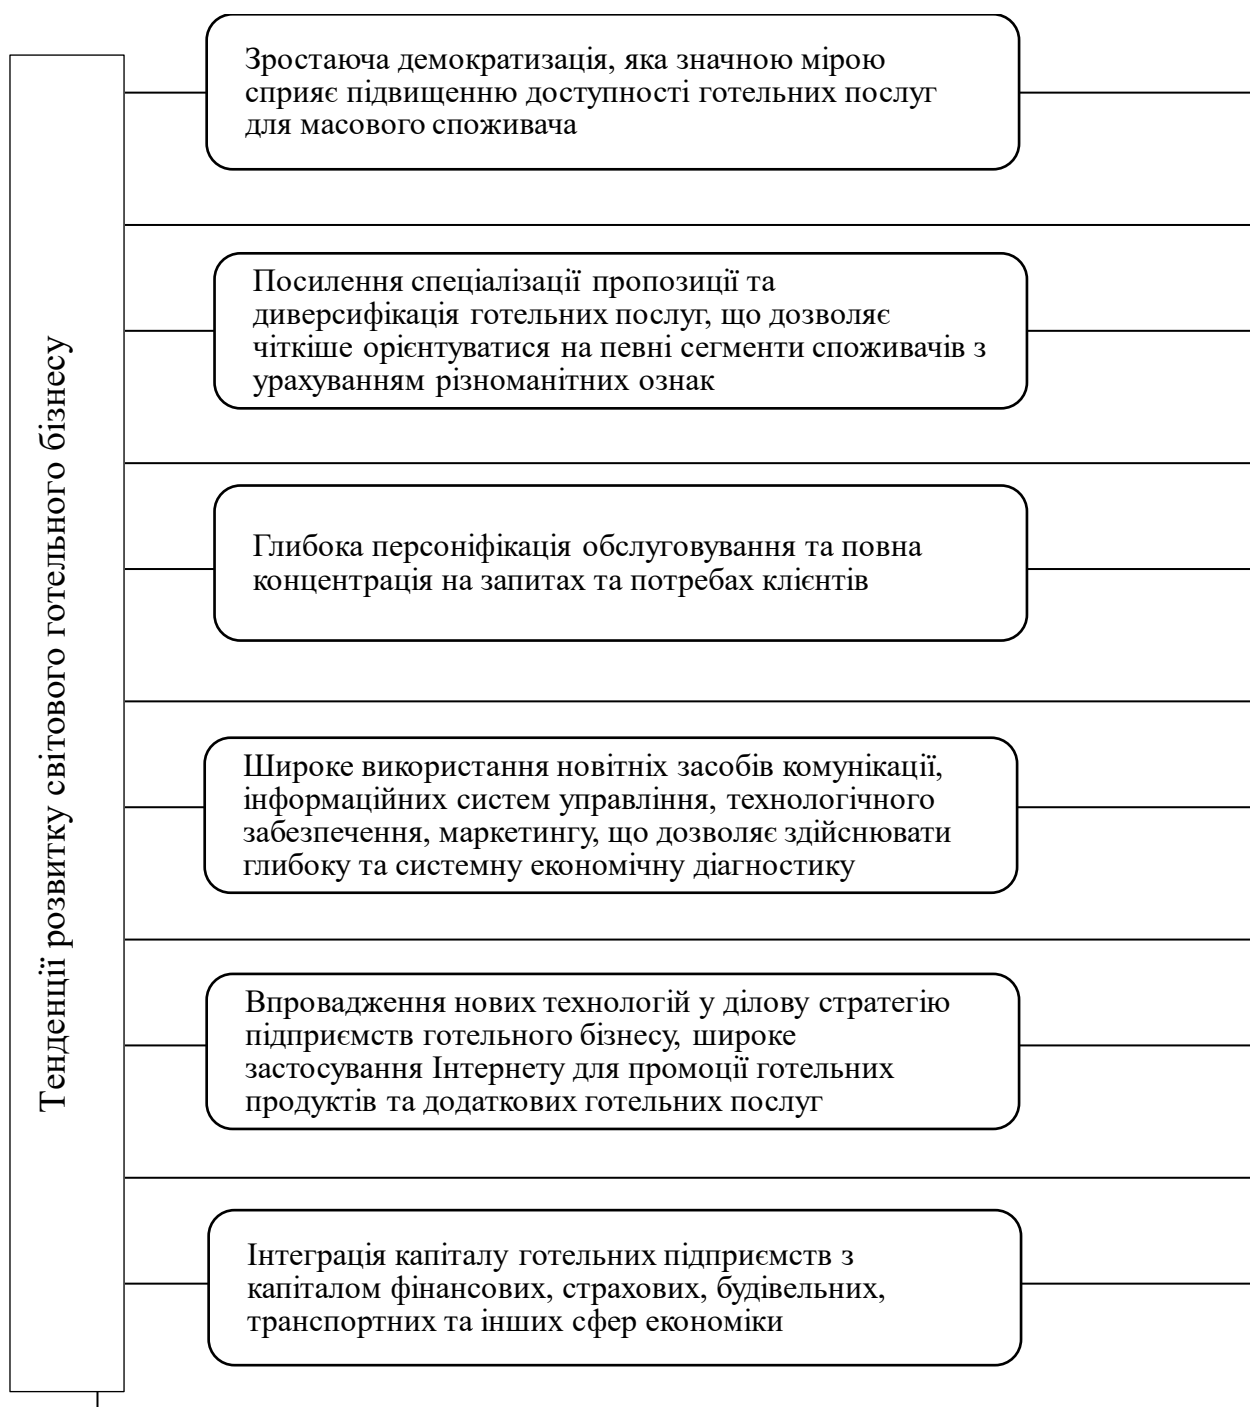 Тенденції розвитку світового готельного бізнесу
Зростаюча демократизація, яка значною мірою
сприяє підвищенню доступності готельних послуг
для масового споживача
Посилення спеціалізації пропозиції та
диверсифікація готельних послуг, що дозволяє
чіткіше орієнтуватися на певні сегменти споживачів з
урахуванням різноманітних ознак
Глибока персоніфікація обслуговування та повна
концентрація на запитах та потребах клієнтів
Широке використання новітніх засобів комунікації,
інформаційних систем управління, технологічного
забезпечення, маркетингу, що дозволяє здійснювати
глибоку та системну економічну діагностику
Впровадження нових технологій у ділову стратегію
підприємств готельного бізнесу, широке
застосування Інтернету для промоції готельних
продуктів та додаткових готельних послуг
Інтеграція капіталу готельних підприємств з
капіталом фінансових, страхових, будівельних,
транспортних та інших сфер економіки